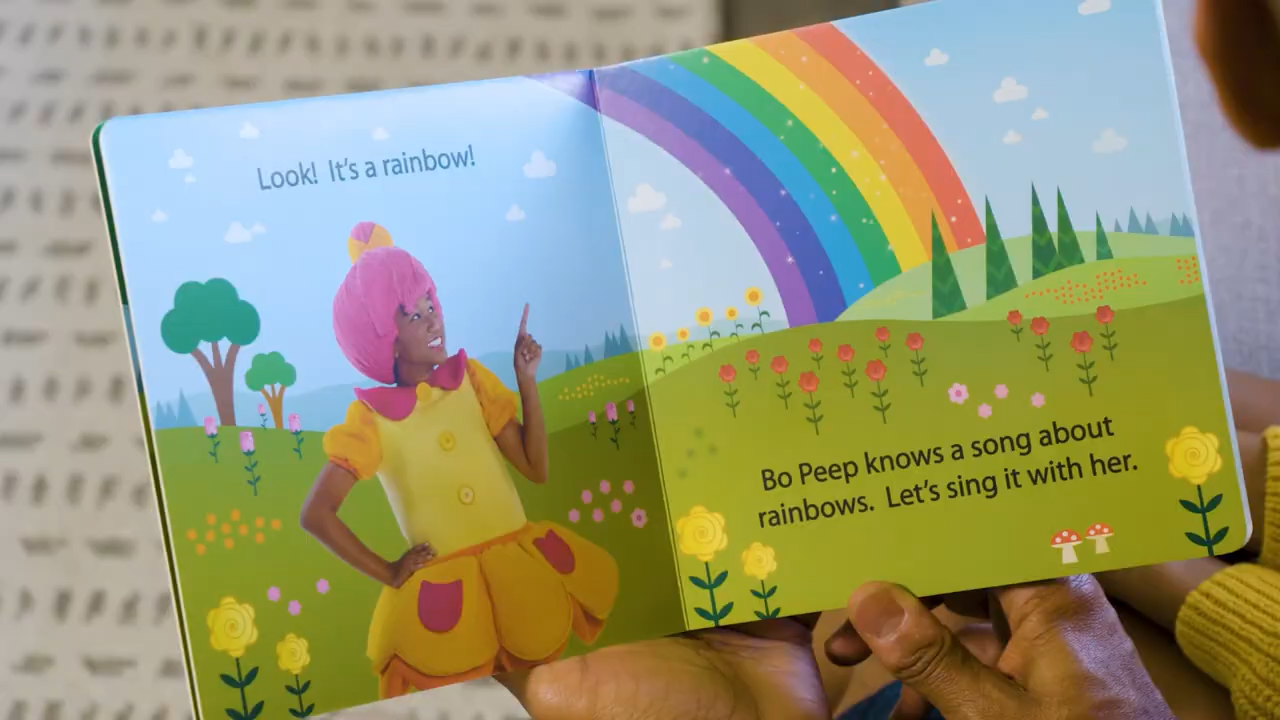 Look! It's a rainbow!
Bo Peep knows a song about
rainbows. Let's sing it with her.